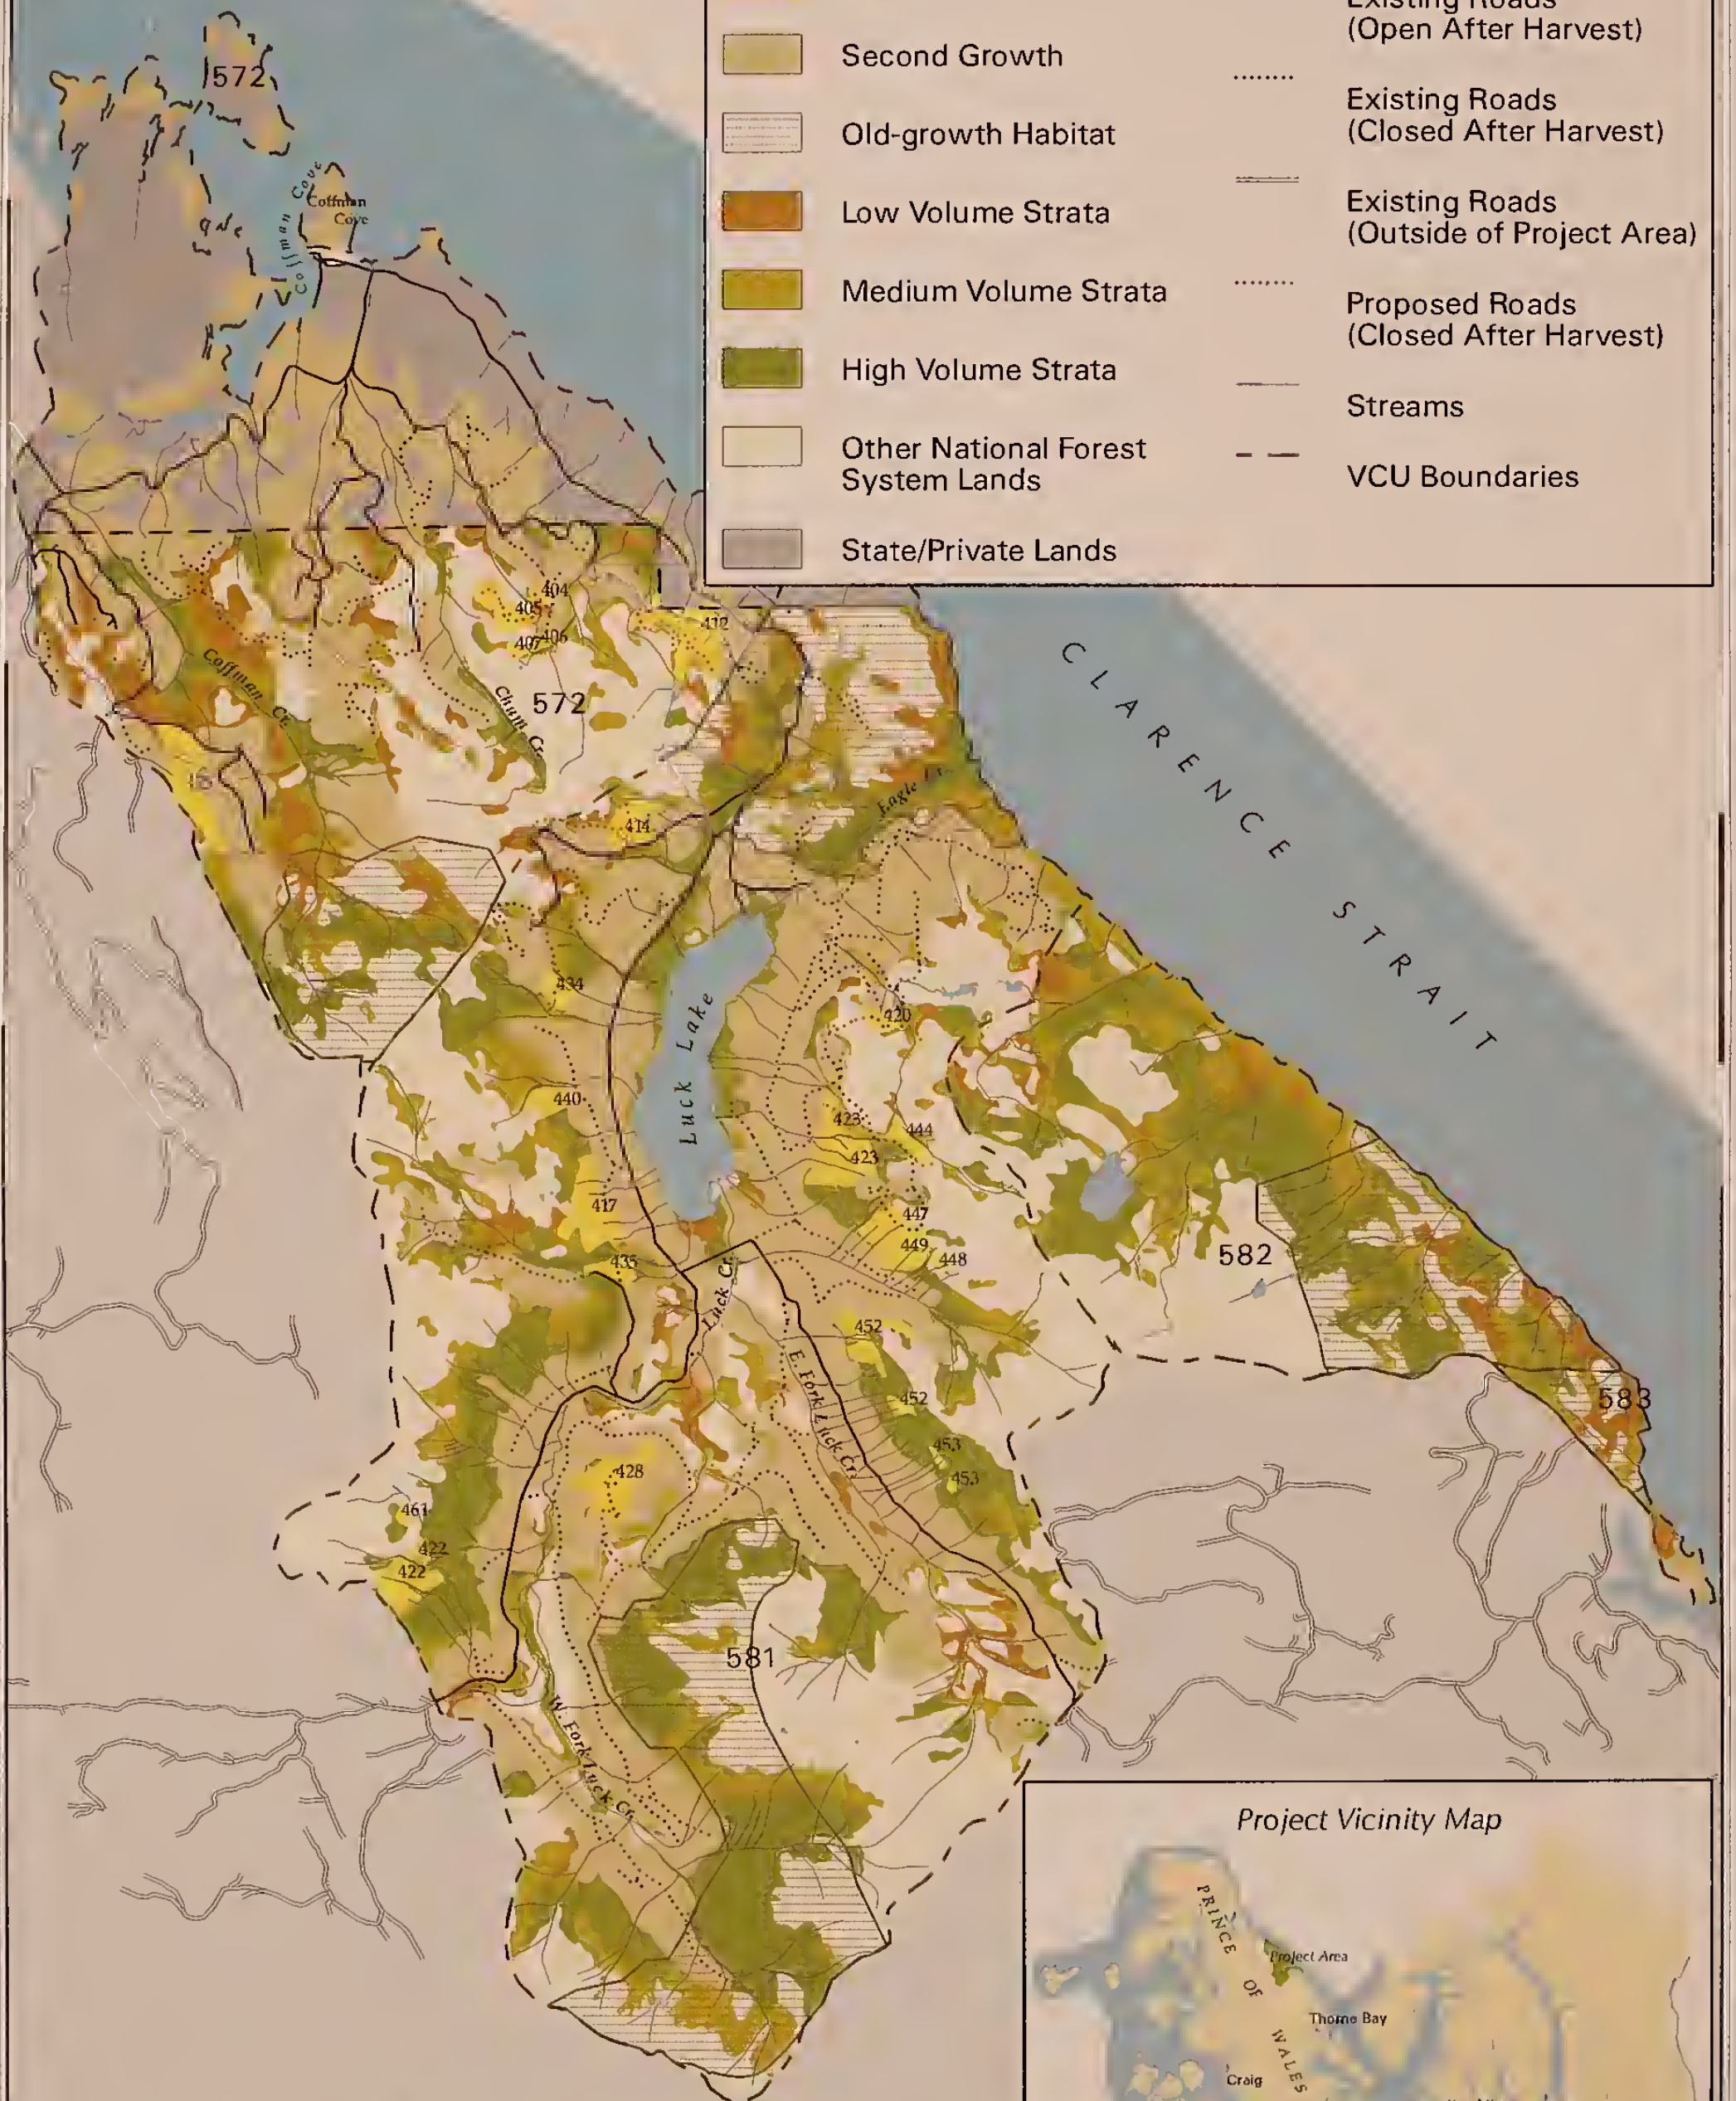 Existing Roads
(Open After Harvest)
Second Growth
Existing Roads
(Closed After Harvest)
Old-growth Habitat
Existing Roads
(Outside of Project Area)
Low Volume Strata
Medium Volume Strata
Proposed Roads
(Closed After Harvest)
High Volume Strata
Streams
Other National Forest
System Lands
VCU Boundaries
State/Private Lands
572
Coffman Cove
Coffman
Cove
404
405
406
407
412
Coffman Cr.
Chum Cr.
572
CLARENCE STRAIT
Eagle Cr.
414
434
Luck Lake
420
440
423
444
423
417
447
449
448
435
582
Luck Cr.
452
E. Fork Luck Cr.
452
583
453
453
428
461
422
422
581
W. Fork Luck Cr.
Project Vicinity Map
PRINCE OF WALES
Project Area
Thorne Bay
Craig